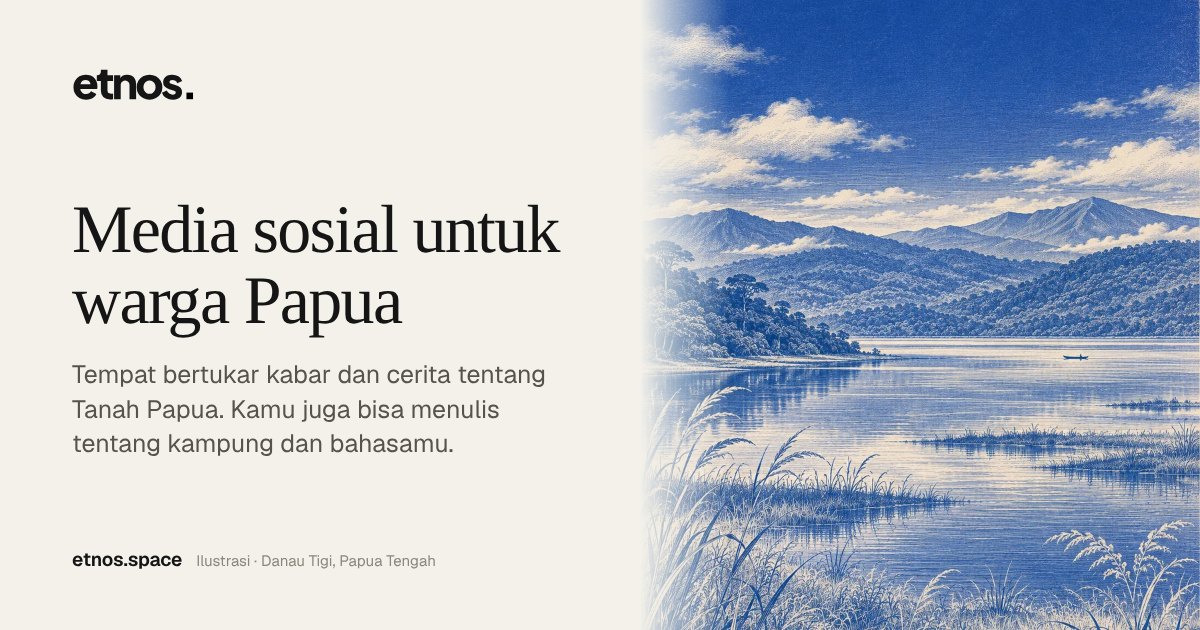 etnos.
Media sosial untuk
warga Papua
Tempat bertukar kabar dan cerita tentang
Tanah Papua. Kamu juga bisa menulis
tentang kampung dan bahasamu.
etnos.space Ilustrasi · Danau Tigi, Papua Tengah